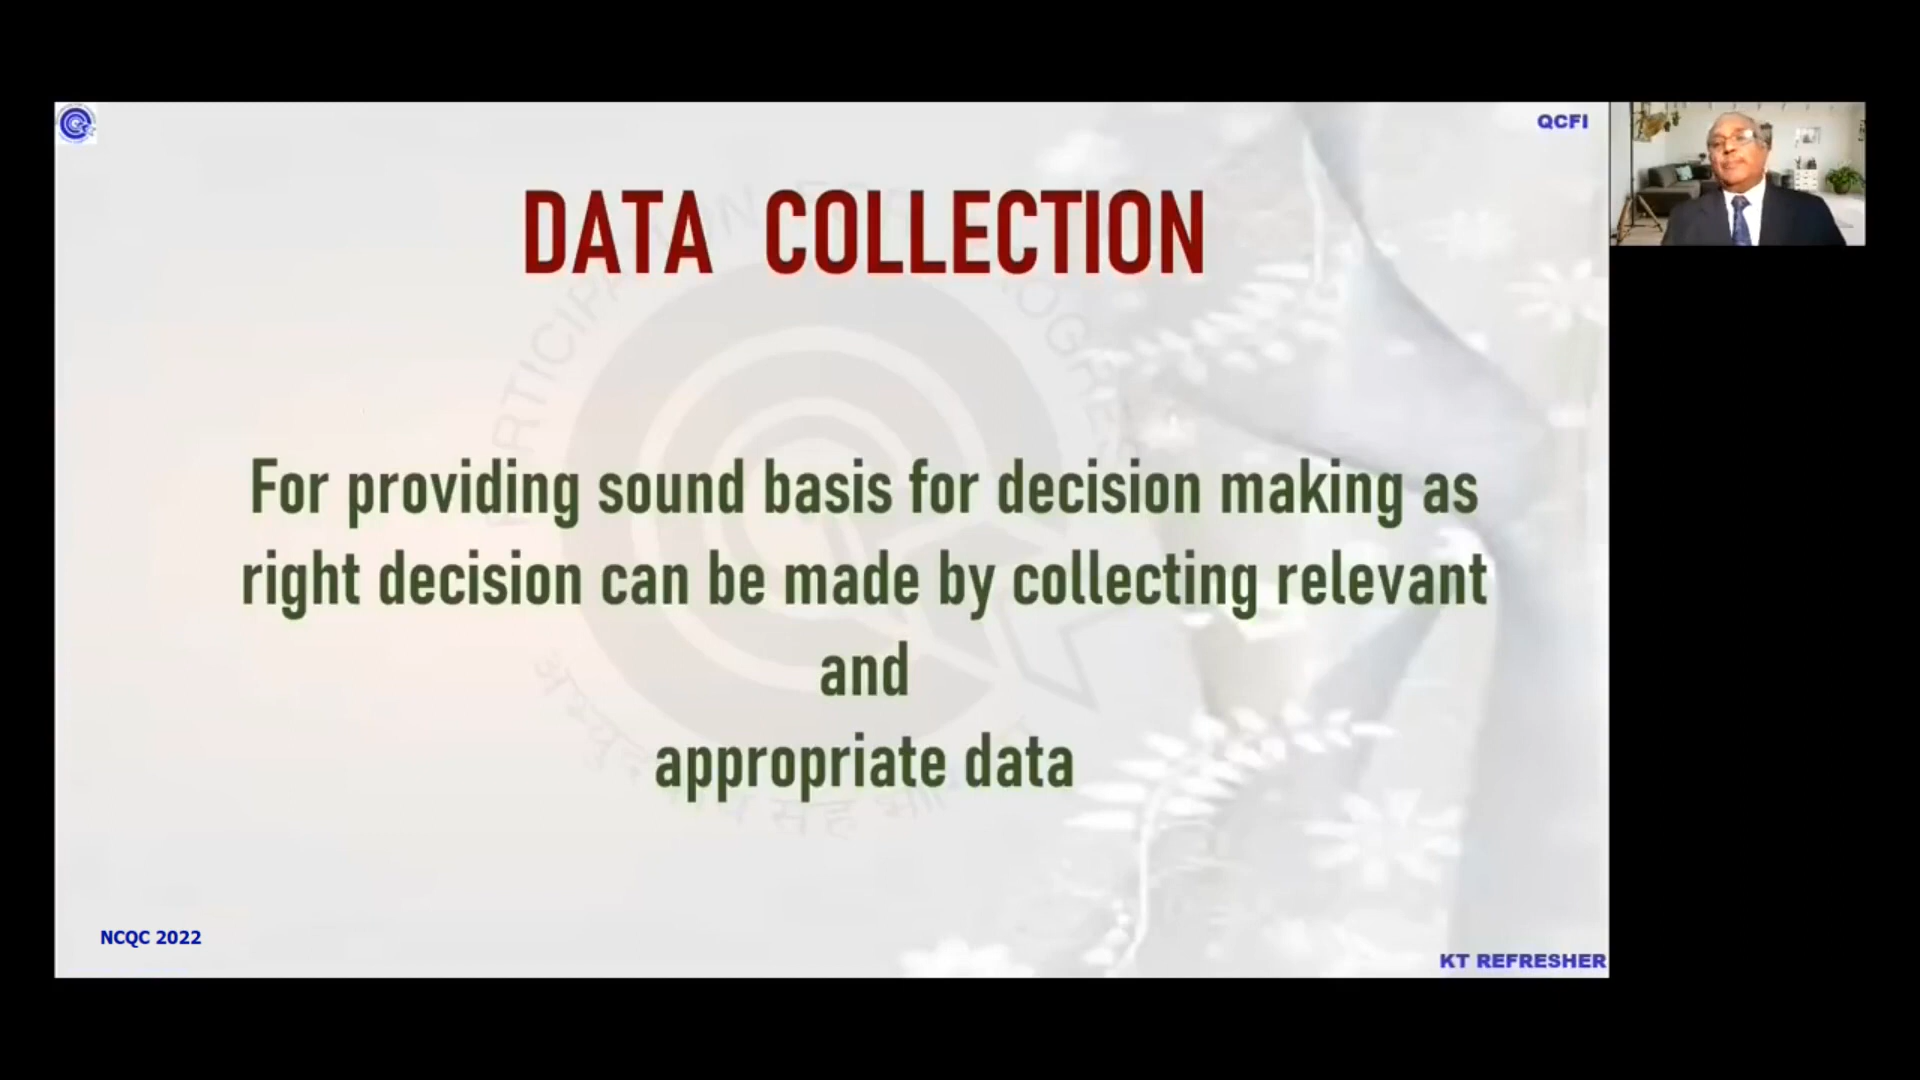 QCFI
DATA COLLECTION
For providing sound basis for decision making as
right decision can be made by collecting relevant
and
appropriate data
NCQC 2022
KT REFRESHER